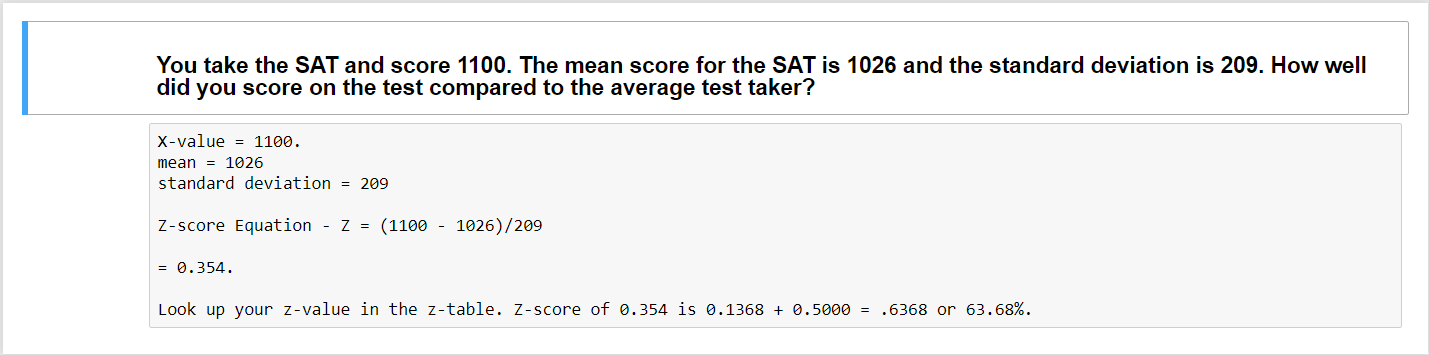 You take the SAT and score 1100. The mean score for the SAT is 1026 and the standard deviation is 209. How well
did you score on the test compared to the average test taker?
X-value = 1100.
mean = 1026
standard deviation = 209
Z-score Equation - Z = (1100 - 1026)/209
= 0.354.
Look up your z-value in the z-table. Z-score of 0.354 is 0.1368 + 0.5000 = .6368 or 63.68%.